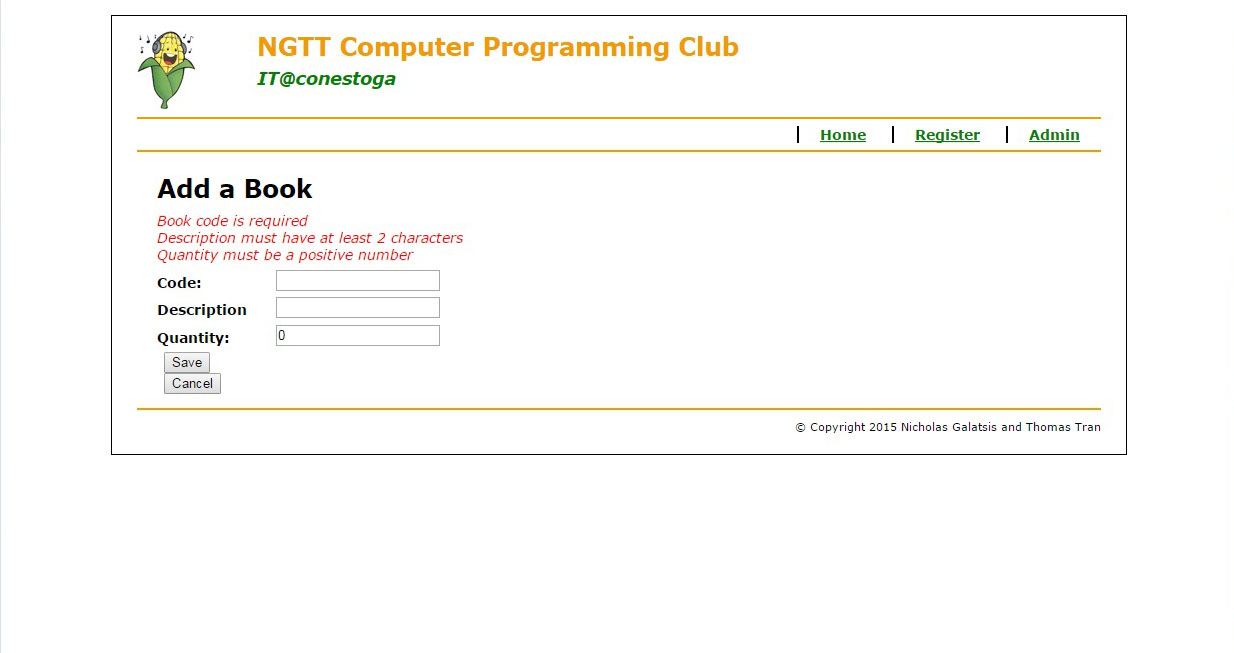 NGTT Computer Programming Club
IT@conestoga
Home Register Admin
Add a Book
Book code is required
Description must have at least 2 characters
Quantity must be a positive number
Code:
Description
Quantity: 0
Save
Cancel
© Copyright 2015 Nicholas Galatsis and Thomas Tran